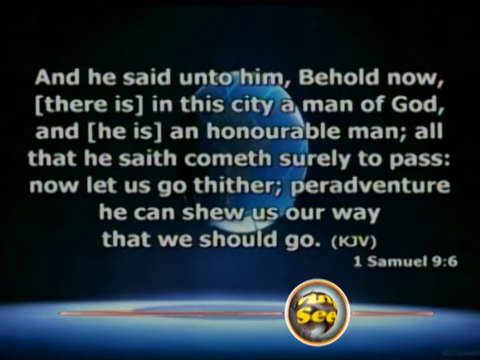 And he said unto him, Behold now,
[there is] in this city a man of God,
and [he is] an honourable man; all
that he saith cometh surely to pass:
now let us go thither; peradventure
he can shew us our way
that we should go. (KJV)
1 Samuel 9:6
See